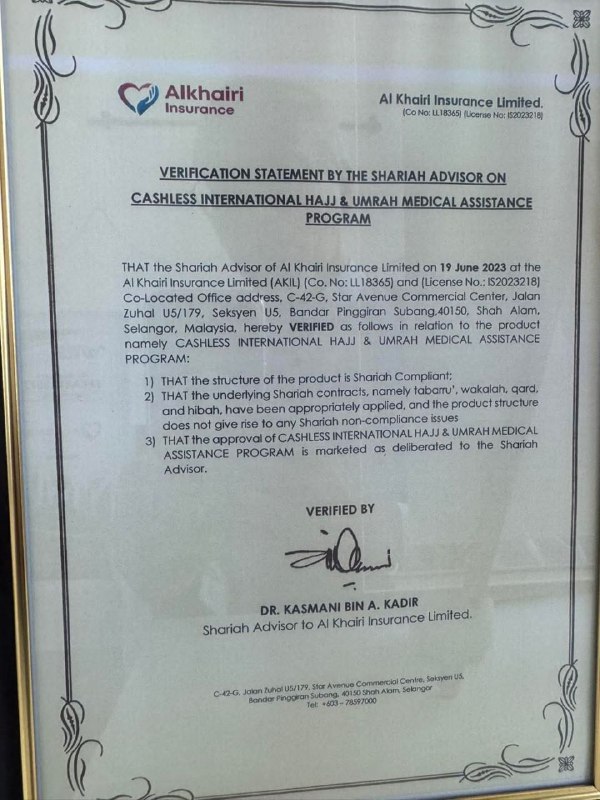 Alkhairi
Insurance
Al Khairi Insurance Limited.
(Co No: LL18365) (License No: IS2023218)
VERIFICATION STATEMENT BY THE SHARIAH ADVISOR ON
CASHLESS INTERNATIONAL HAJJ & UMRAH MEDICAL ASSISTANCE
PROGRAM
THAT the Shariah Advisor of Al Khairi Insurance Limited on 19 June 2023 at the
Al Khairi Insurance Limited (AKIL) (Co. No: LL18365) and (License No.: IS2023218)
Co-Located Office address, C-42-G, Star Avenue Commercial Center, Jalan
Zuhal U5/179, Seksyen U5, Bandar Pinggiran Subang,40150, Shah Alam,
Selangor, Malaysia, hereby VERIFIED as follows in relation to the product
namely CASHLESS INTERNATIONAL HAJJ & UMRAH MEDICAL ASSISTANCE
PROGRAM:
1) THAT the structure of the product is Shariah Compliant;
2) THAT the underlying Shariah contracts, namely tabarru', wakalah, qard,
and hibah, have been appropriately applied, and the product structure
does not give rise to any Shariah non-compliance issues
3) THAT the approval of CASHLESS INTERNATIONAL HAJJ & UMRAH MEDICAL
ASSISTANCE PROGRAM is marketed as deliberated to the Shariah
Advisor.
VERIFIED BY
DR. KASMANI BIN A. KADIR
Shariah Advisor to Al Khairi Insurance Limited.
C-42-G, Jalan Zuhal U5/179, Star Avenue Commercial Centre, Seksyen U5,
Bandar Pinggiran Subang, 40150 Shah Alam, Selangor
Tel: +603 – 78597000